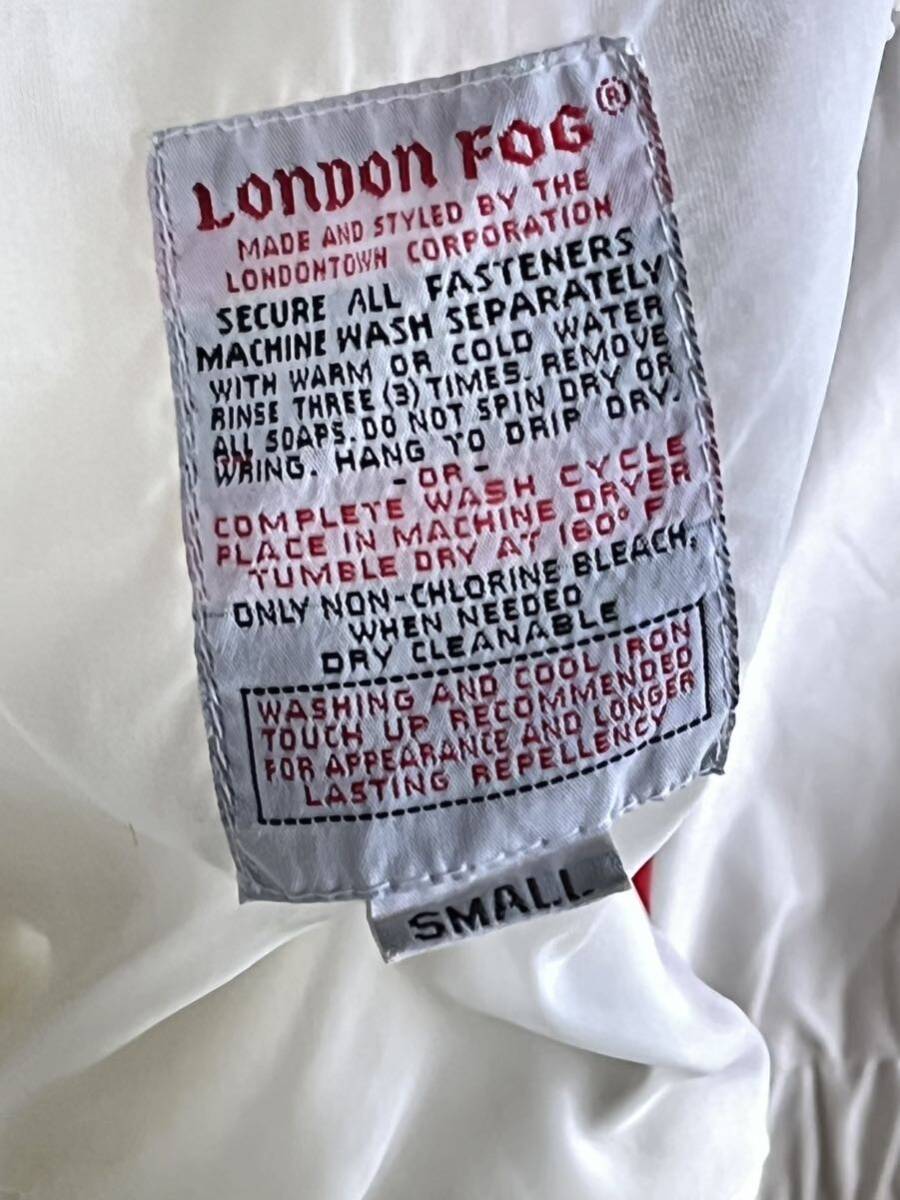 LONDON FOG®
MADE AND STYLED BY THE
LONDONTOWN CORPORATION
SECURE ALL FASTENERS
MACHINE WASH SEPARATELY
WITH WARM OR COLD WATER
RINSE THREE (3) TIMES. REMOVE
ALL SOAPS. DO NOT SPIN DRY OR
WRING. HANG TO DRIP DRY.
- OR -
COMPLETE WASH CYCLE
PLACE IN MACHINE DRYER
TUMBLE DRY AT 160° F
ONLY NON-CHLORINE BLEACH,
WHEN NEEDED
DRY CLEANABLE
WASHING AND COOL IRON
TOUCH UP RECOMMENDED
FOR APPEARANCE AND LONGER
LASTING REPELLENCY
SMALL